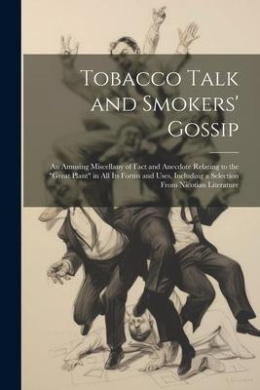 Tobacco Talk
and Smokers'
Gossip
An Amusing Miscellany of Fact and Anecdote Relating to the
"Great Plant" in All Its Forms and Uses, Including a Selection
From Nicotian Literature